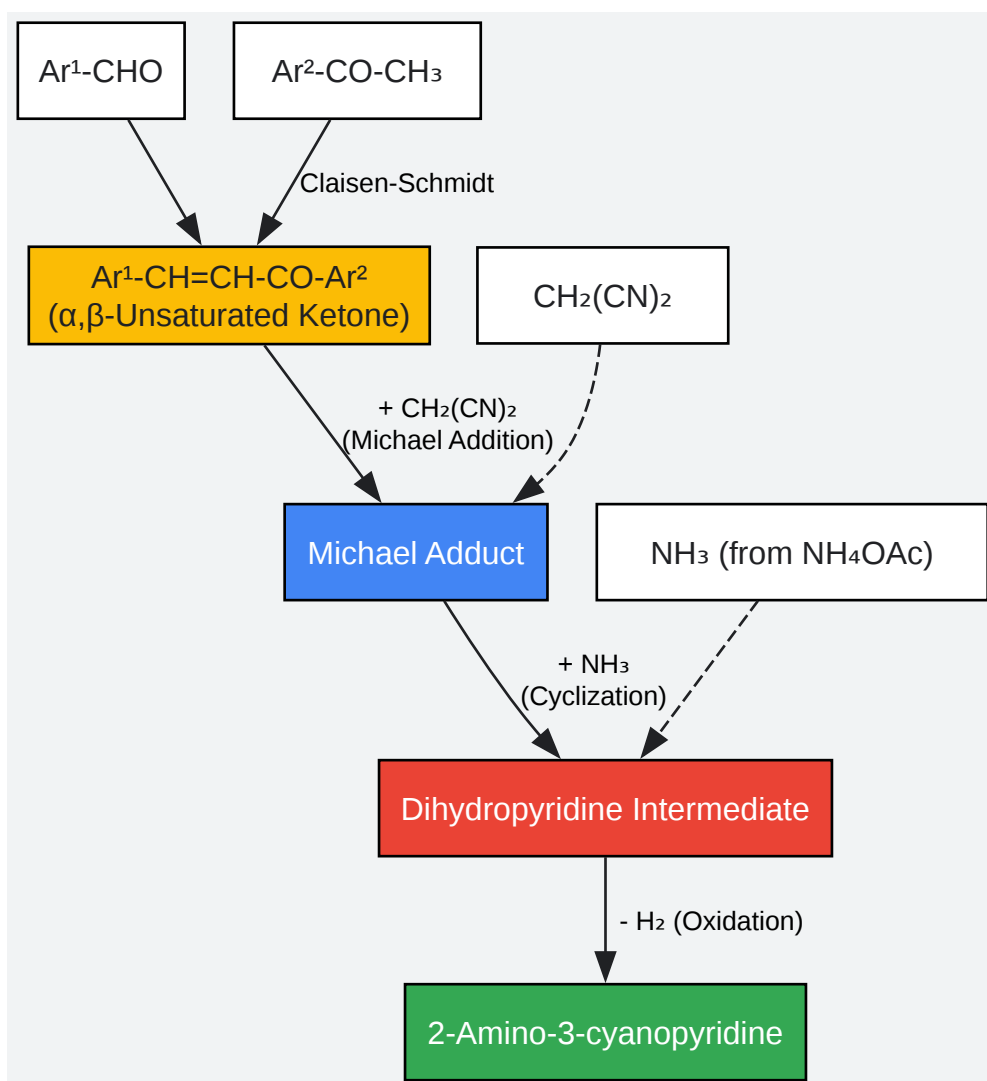 Ar¹-CHO
Ar²-CO-CH₃
Claisen-Schmidt
Ar¹-CH=CH-CO-Ar²
(α,β-Unsaturated Ketone)
CH₂(CN)₂
+ CH₂(CN)₂
(Michael Addition)
Michael Adduct
NH₃ (from NH₄OAc)
+ NH₃
(Cyclization)
Dihydropyridine Intermediate
- H₂ (Oxidation)
2-Amino-3-cyanopyridine